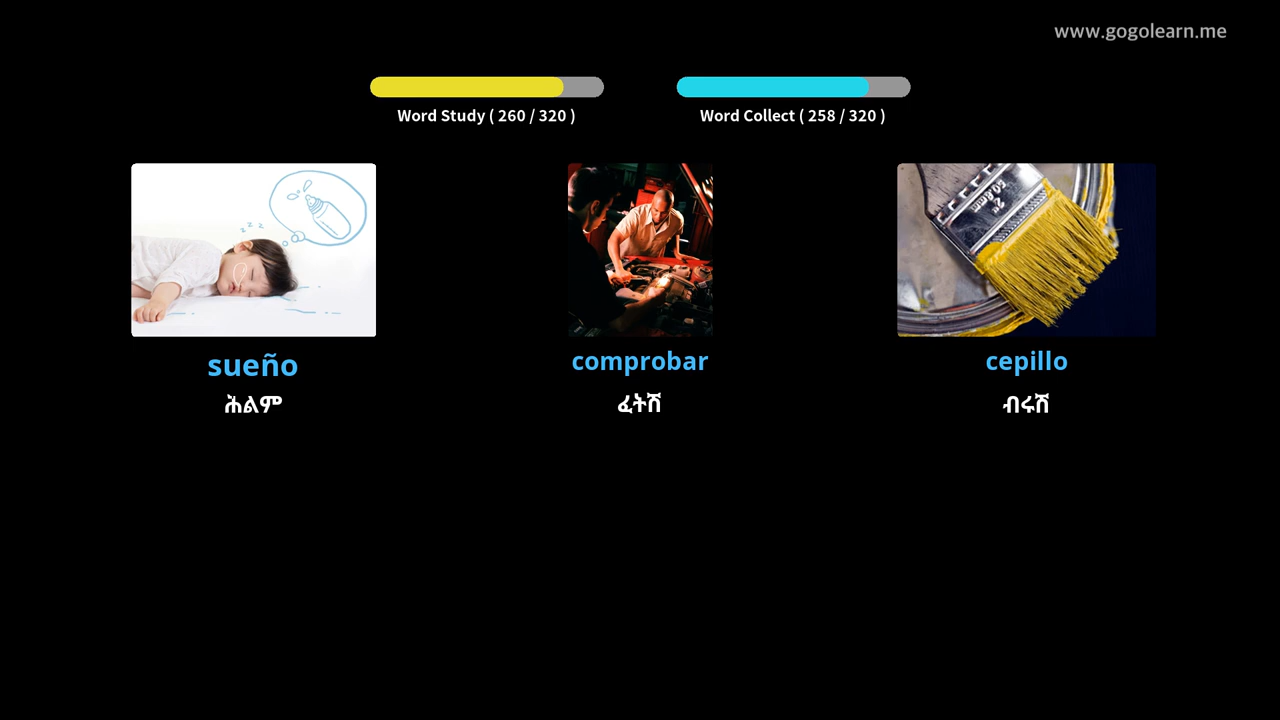 www.gogolearn.me
Word Study ( 260 / 320 )
Word Collect ( 258 / 320 )
sueño
comprobar
cepillo
ሕልም
ፈትሽ
ብሩሽ